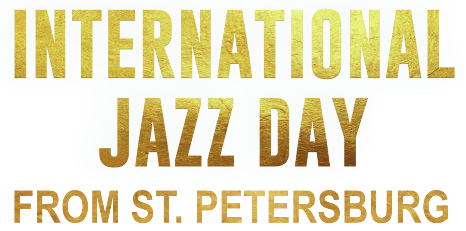 INTERNATIONAL
JAZZ DAY
FROM ST. PETERSBURG